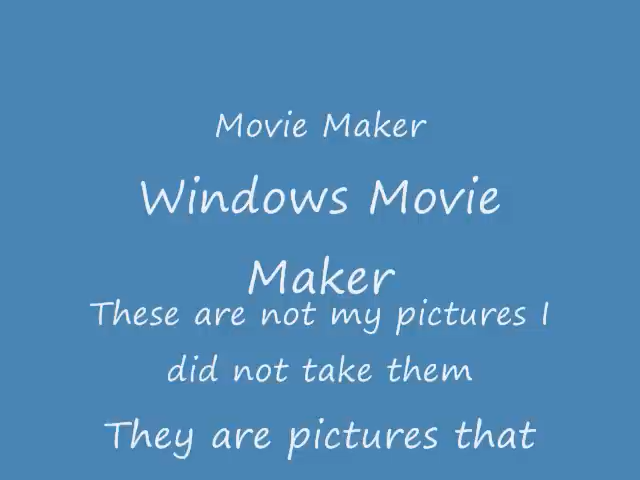 Movie Maker
Windows Movie
Maker
These are not my pictures I
did not take them
They are pictures that